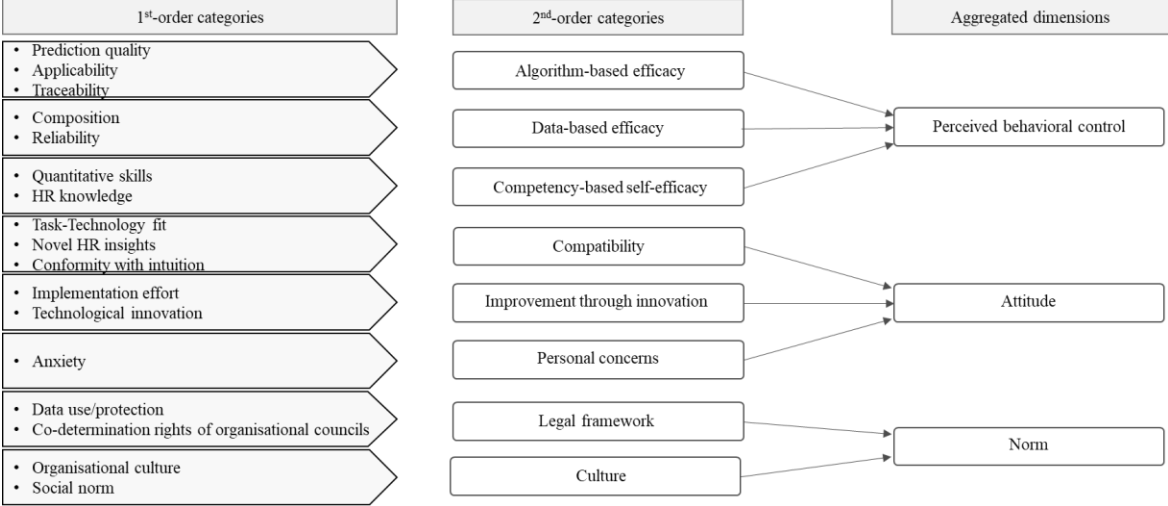 1st-order categories
2nd-order categories
Aggregated dimensions
• Prediction quality
• Applicability
• Traceability
Algorithm-based efficacy
• Composition
• Reliability
Data-based efficacy
Perceived behavioral control
• Quantitative skills
• HR knowledge
Competency-based self-efficacy
• Task-Technology fit
• Novel HR insights
• Conformity with intuition
Compatibility
• Implementation effort
• Technological innovation
Improvement through innovation
Attitude
• Anxiety
Personal concerns
• Data use/protection
• Co-determination rights of organisational councils
Legal framework
Norm
• Organisational culture
• Social norm
Culture